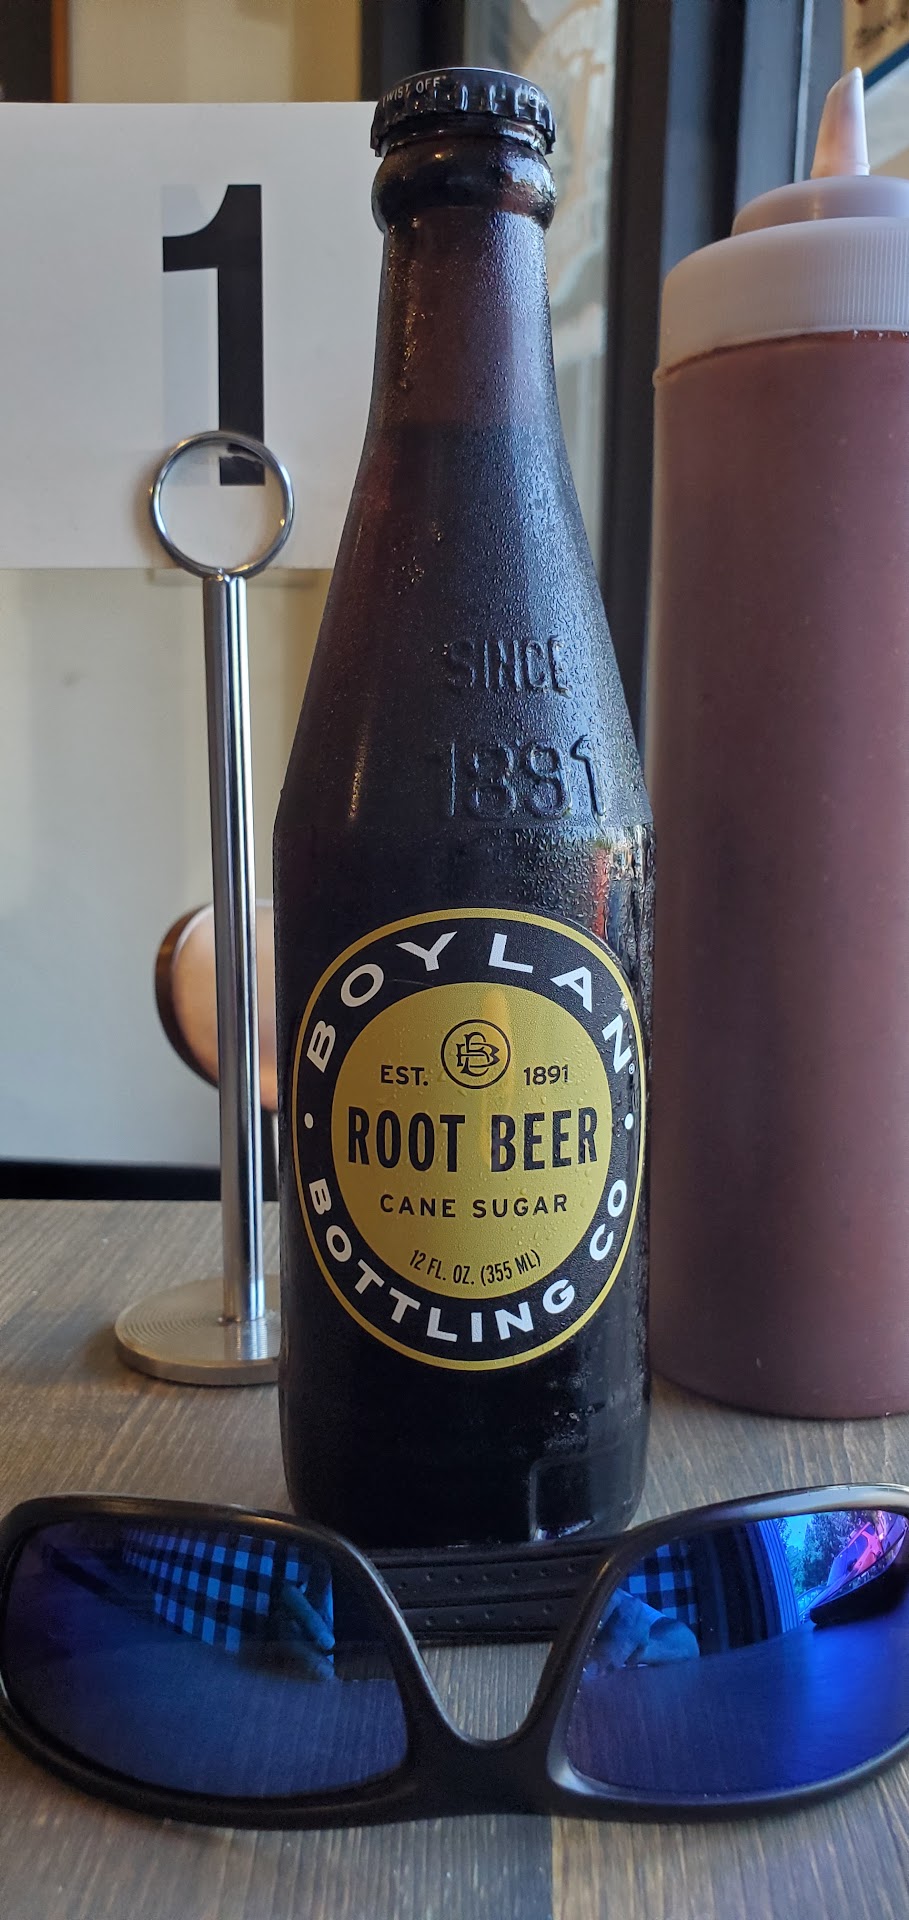 TWIST OFF
1
SINCE
1891
BOYLAN
EST. 1891
ROOT BEER
CANE SUGAR
12 FL. OZ. (355 ML)
BOTTLING CO